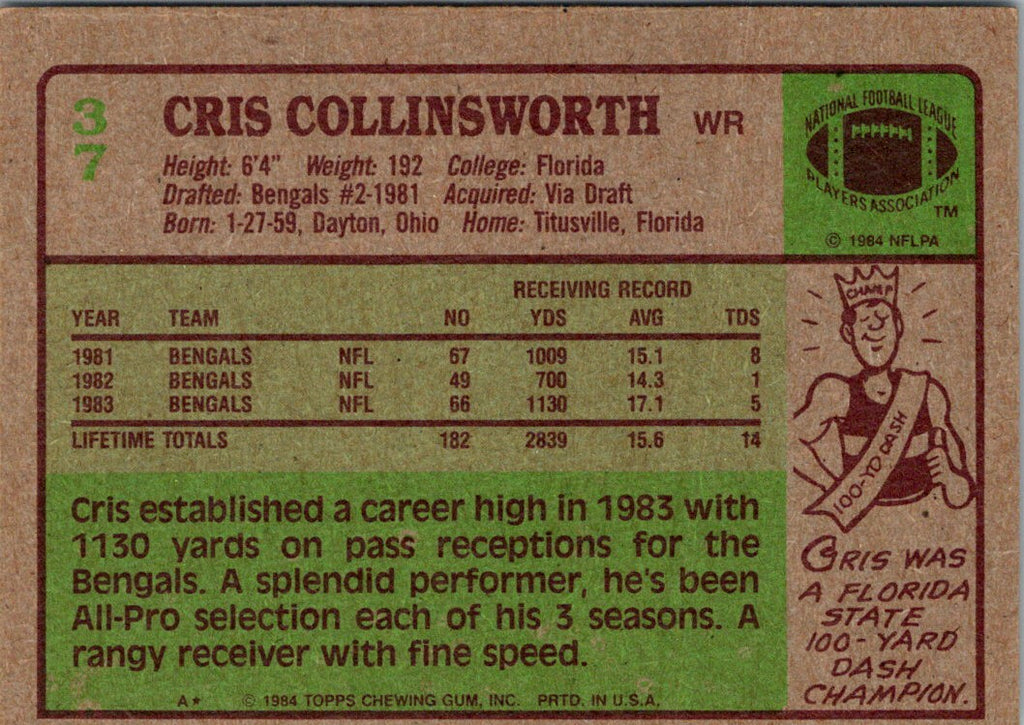 37
CRIS COLLINSWORTH WR
Height: 6'4" Weight: 192 College: Florida
Drafted: Bengals #2-1981 Acquired: Via Draft
Born: 1-27-59, Dayton, Ohio Home: Titusville, Florida
NATIONAL FOOTBALL LEAGUE
PLAYERS ASSOCIATION
TM
© 1984 NFLPA
RECEIVING RECORD
YEAR TEAM NO YDS AVG TDS
1981 BENGALS NFL 67 1009 15.1 8
1982 BENGALS NFL 49 700 14.3 1
1983 BENGALS NFL 66 1130 17.1 5
LIFETIME TOTALS 182 2839 15.6 14
Cris established a career high in 1983 with
1130 yards on pass receptions for the
Bengals. A splendid performer, he's been
All-Pro selection each of his 3 seasons. A
rangy receiver with fine speed.
A* © 1984 TOPPS CHEWING GUM, INC. PRTD. IN U.S.A.
CHAMP
100-YD DASH
CRIS WAS
A FLORIDA
STATE
100-YARD
DASH
CHAMPION.